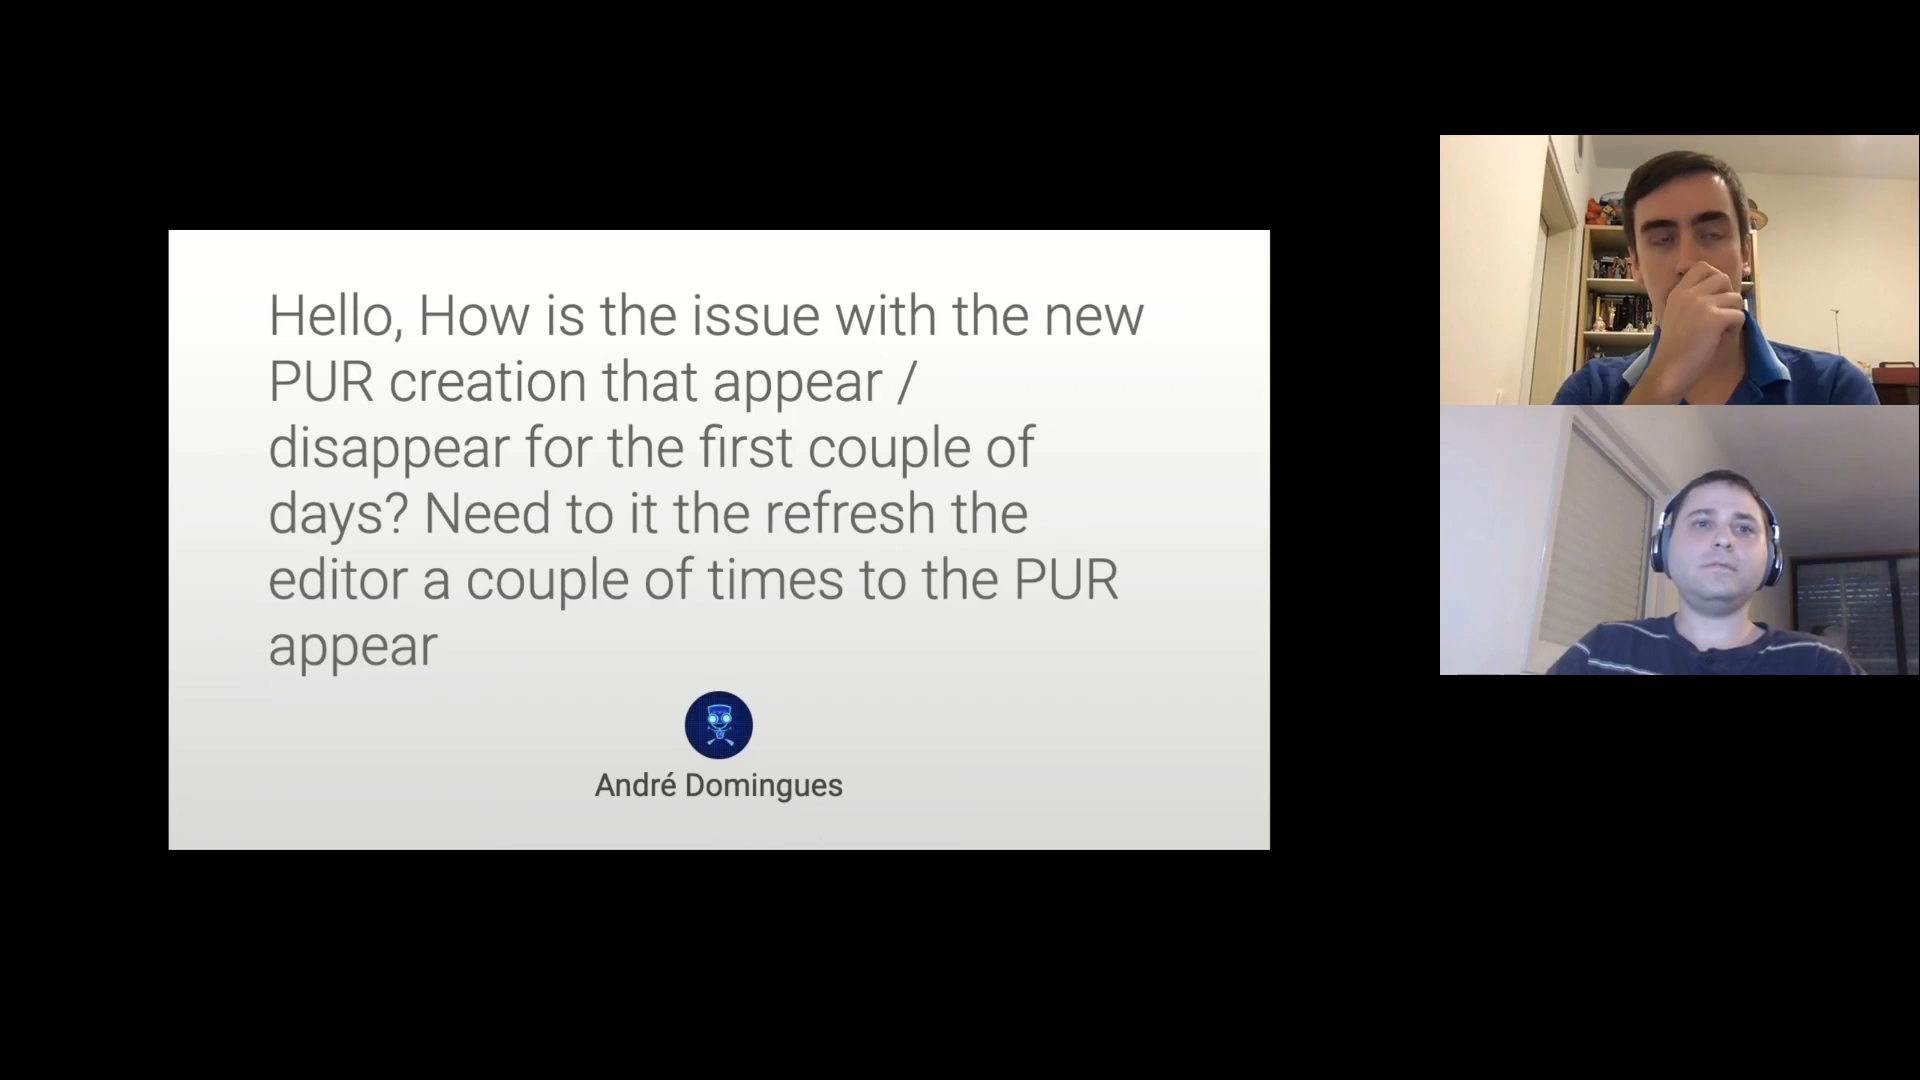 Hello, How is the issue with the new
PUR creation that appear /
disappear for the first couple of
days? Need to it the refresh the
editor a couple of times to the PUR
appear
André Domingues